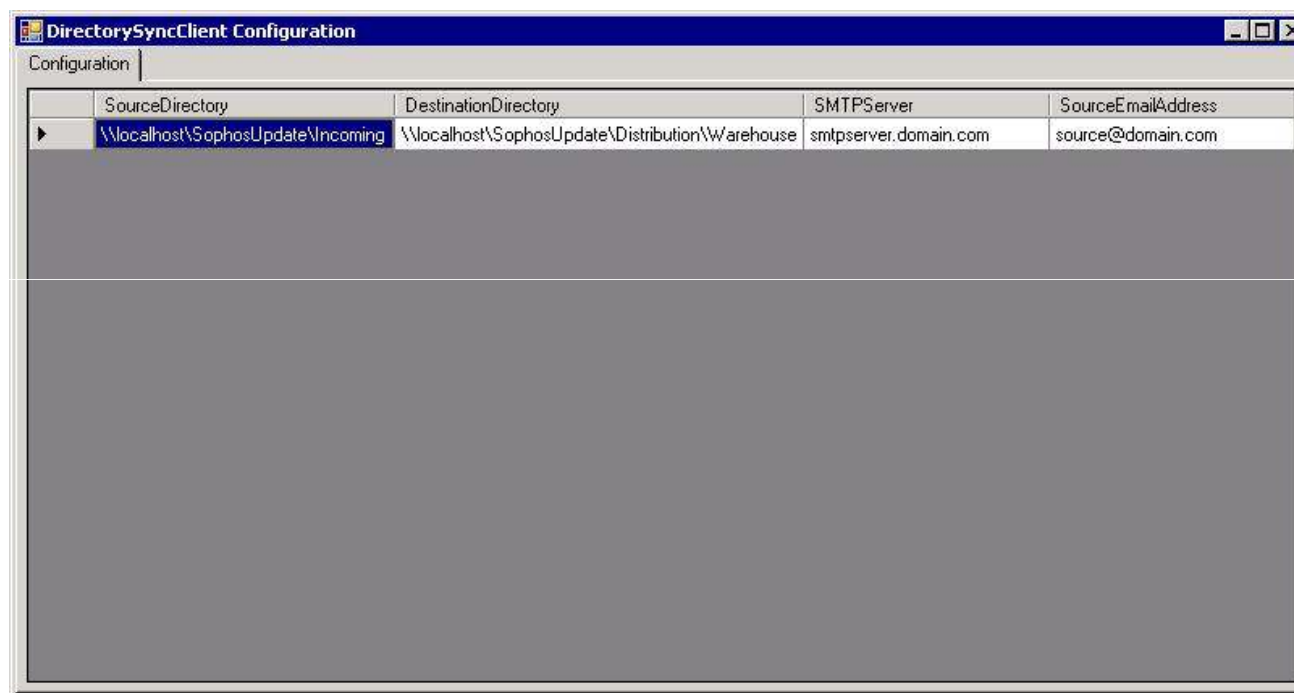 DirectorySyncClient Configuration
Configuration
SourceDirectory DestinationDirectory SMTPServer SourceEmailAddress
\\localhost\SophosUpdate\Incoming \\localhost\SophosUpdate\Distribution\Warehouse smtpserver.domain.com source@domain.com